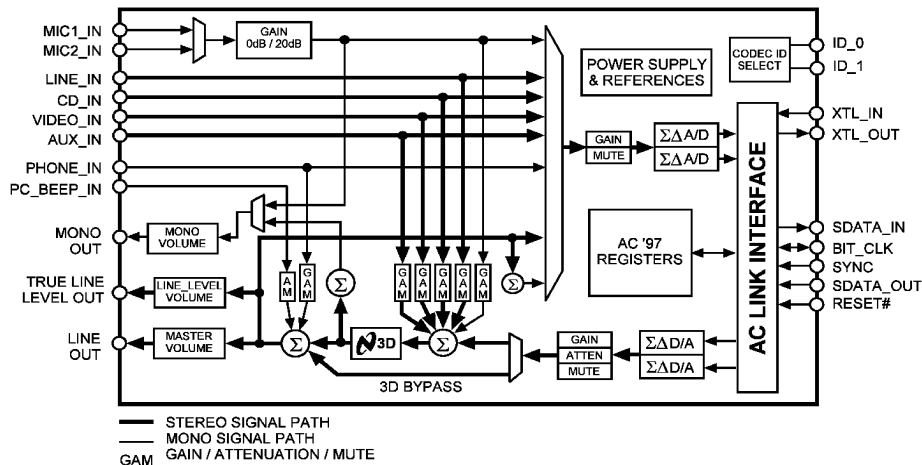 MIC1_IN
MIC2_IN
GAIN
0dB / 20dB
LINE_IN
CD_IN
VIDEO_IN
AUX_IN
PHONE_IN
PC_BEEP_IN
MONO
OUT
MONO
VOLUME
TRUE LINE
LEVEL OUT
LINE_LEVEL
VOLUME
LINE
OUT
MASTER
VOLUME
AM
GAM
Σ
Σ
3D
GAM
GAM
GAM
GAM
GAM
Σ
Σ
3D BYPASS
POWER SUPPLY
& REFERENCES
CODEC ID
SELECT
ID_0
ID_1
GAIN
MUTE
ΣΔ A/D
ΣΔ A/D
AC '97
REGISTERS
AC LINK INTERFACE
XTL_IN
XTL_OUT
SDATA_IN
BIT_CLK
SYNC
SDATA_OUT
RESET#
GAIN
ATTEN
MUTE
ΣΔ D/A
ΣΔ D/A
STEREO SIGNAL PATH
MONO SIGNAL PATH
GAM GAIN / ATTENUATION / MUTE